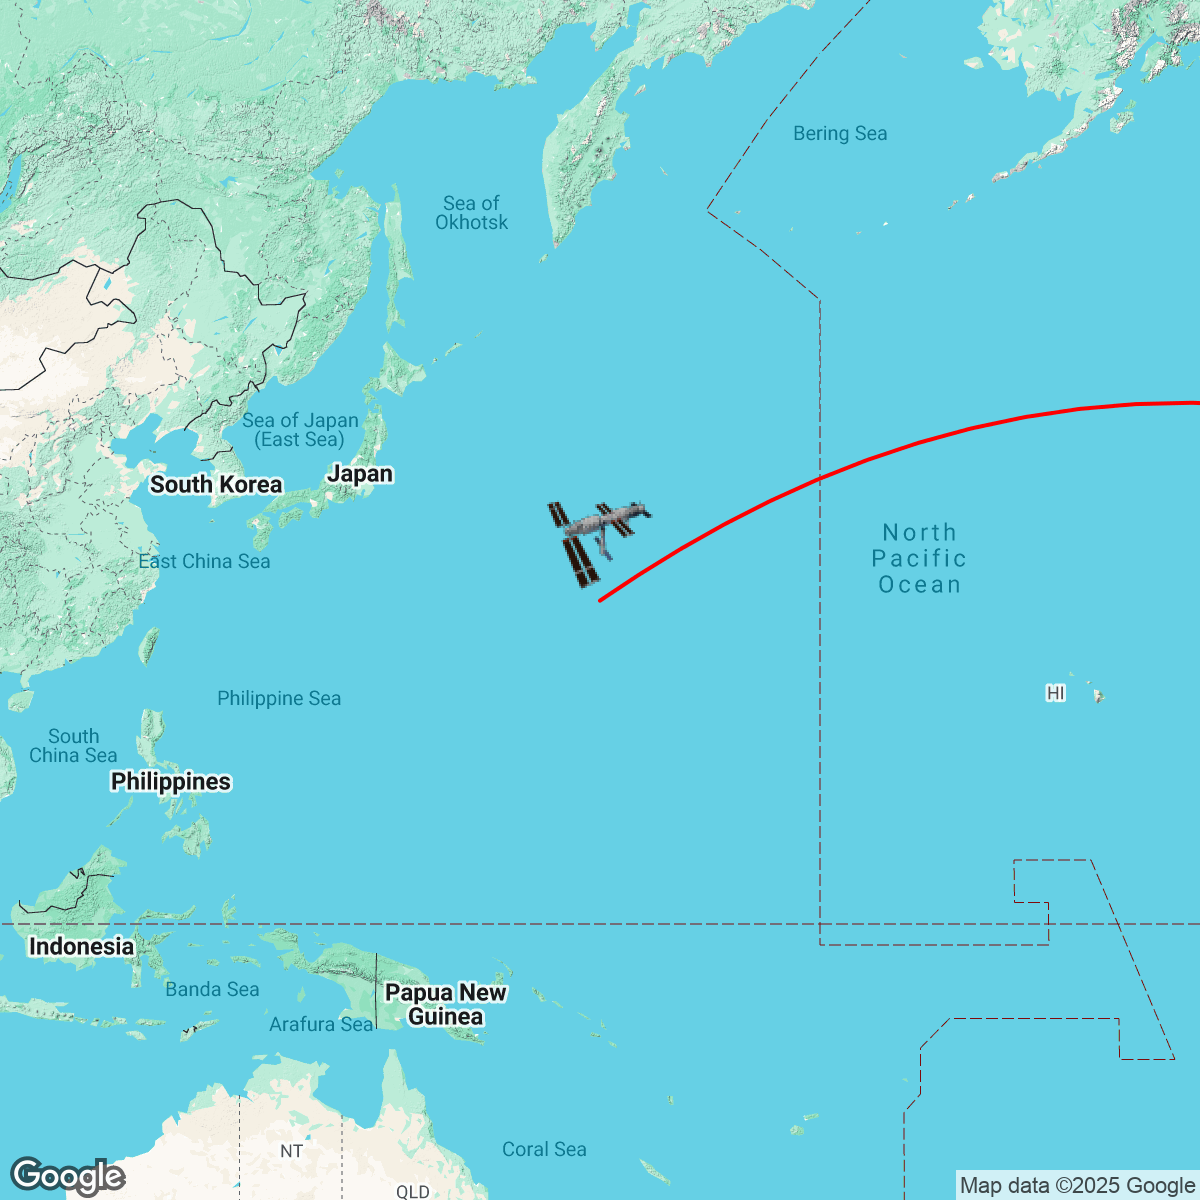 Bering Sea
Sea of
Okhotsk
Sea of Japan
(East Sea)
Japan
South Korea
North
Pacific
Ocean
East China Sea
HI
Philippine Sea
South
China Sea
Philippines
Indonesia
Banda Sea
Papua New
Guinea
Arafura Sea
Coral Sea
NT
QLD
Google
Map data ©2025 Google